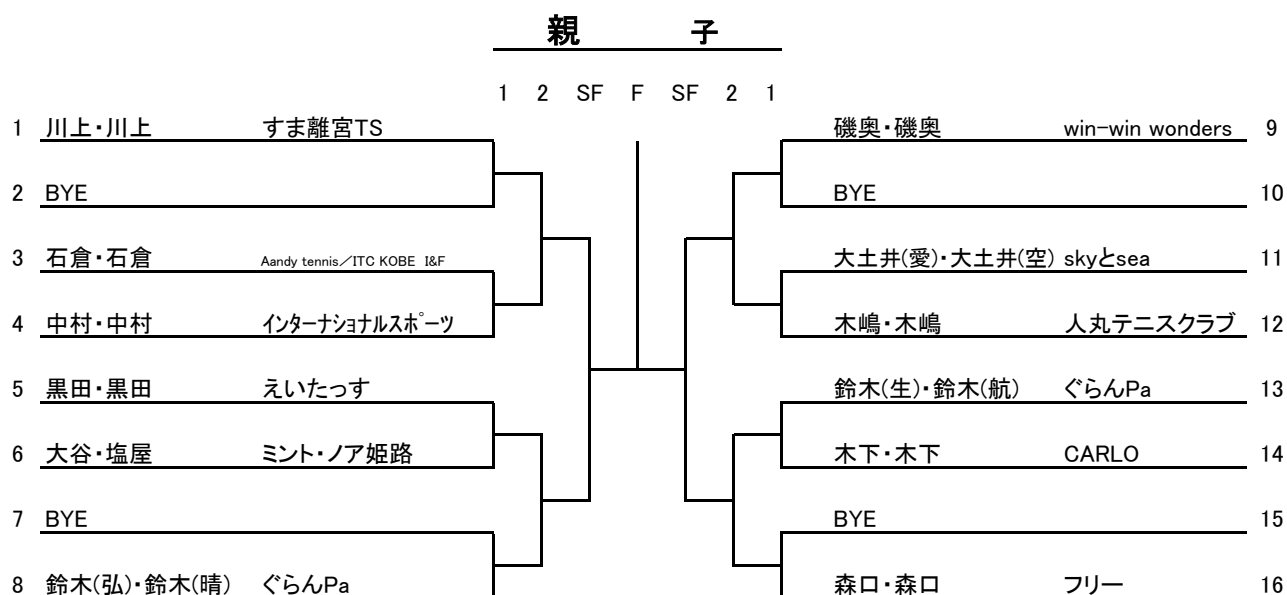 親 子
1 2 SF F SF 2 1
1 川上・川上 すま離宮TS 磯奥・磯奥 win-win wonders 9
2 BYE BYE 10
3 石倉・石倉 Aandy tennis／ITC KOBE I&F 大土井(愛)・大土井(空) skyとsea 11
4 中村・中村 インターナショナルスポーツ 木嶋・木嶋 人丸テニスクラブ 12
5 黒田・黒田 えいたっす 鈴木(生)・鈴木(航) ぐらんPa 13
6 大谷・塩屋 ミント・ノア姫路 木下・木下 CARLO 14
7 BYE BYE 15
8 鈴木(弘)・鈴木(晴) ぐらんPa 森口・森口 フリー 16